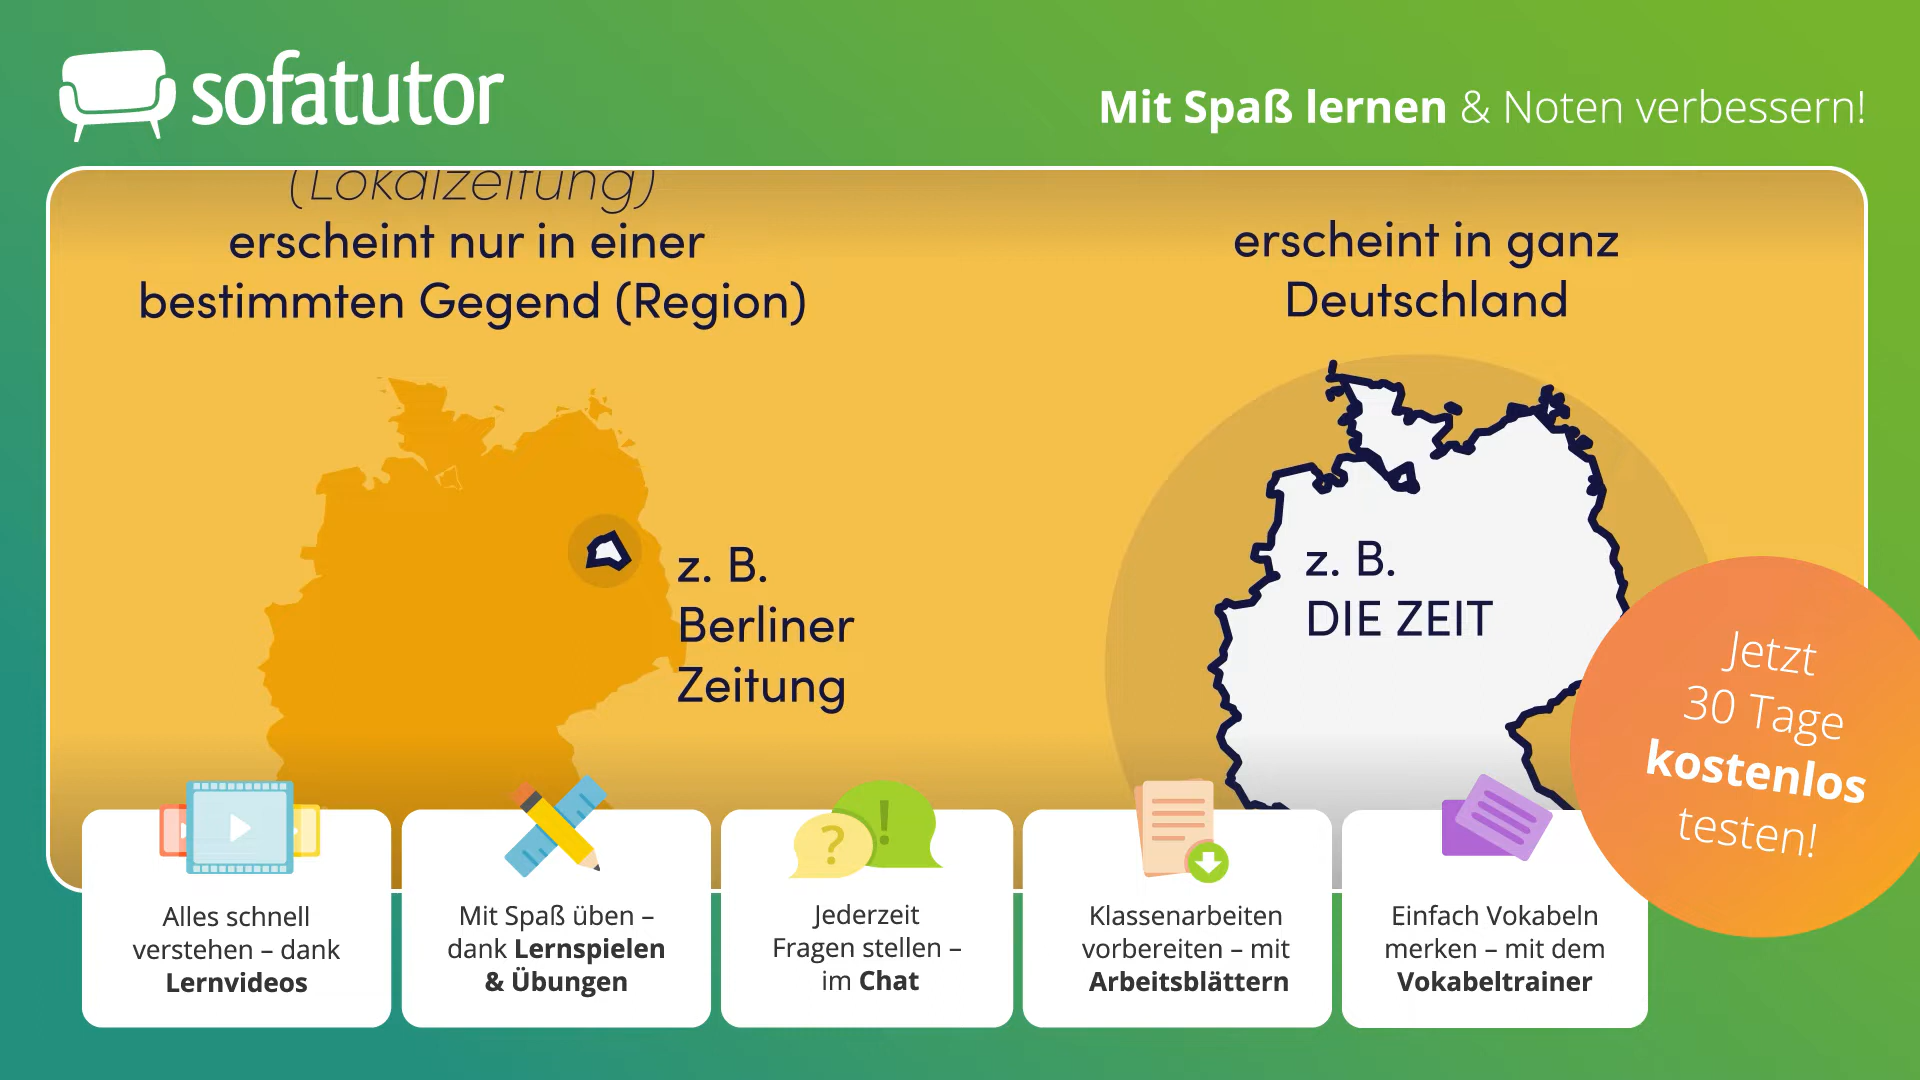 sofatutor
Mit Spaß lernen & Noten verbessern!
(Lokalzeitung)
erscheint nur in einer
bestimmten Gegend (Region)
z. B.
Berliner
Zeitung
erscheint in ganz
Deutschland
z. B.
DIE ZEIT
Jetzt
30 Tage
kostenlos
testen!
Alles schnell
verstehen – dank
Lernvideos
Mit Spaß üben –
dank Lernspielen
& Übungen
? !
Jederzeit
Fragen stellen –
im Chat
Klassenarbeiten
vorbereiten – mit
Arbeitsblättern
Einfach Vokabeln
merken – mit dem
Vokabeltrainer